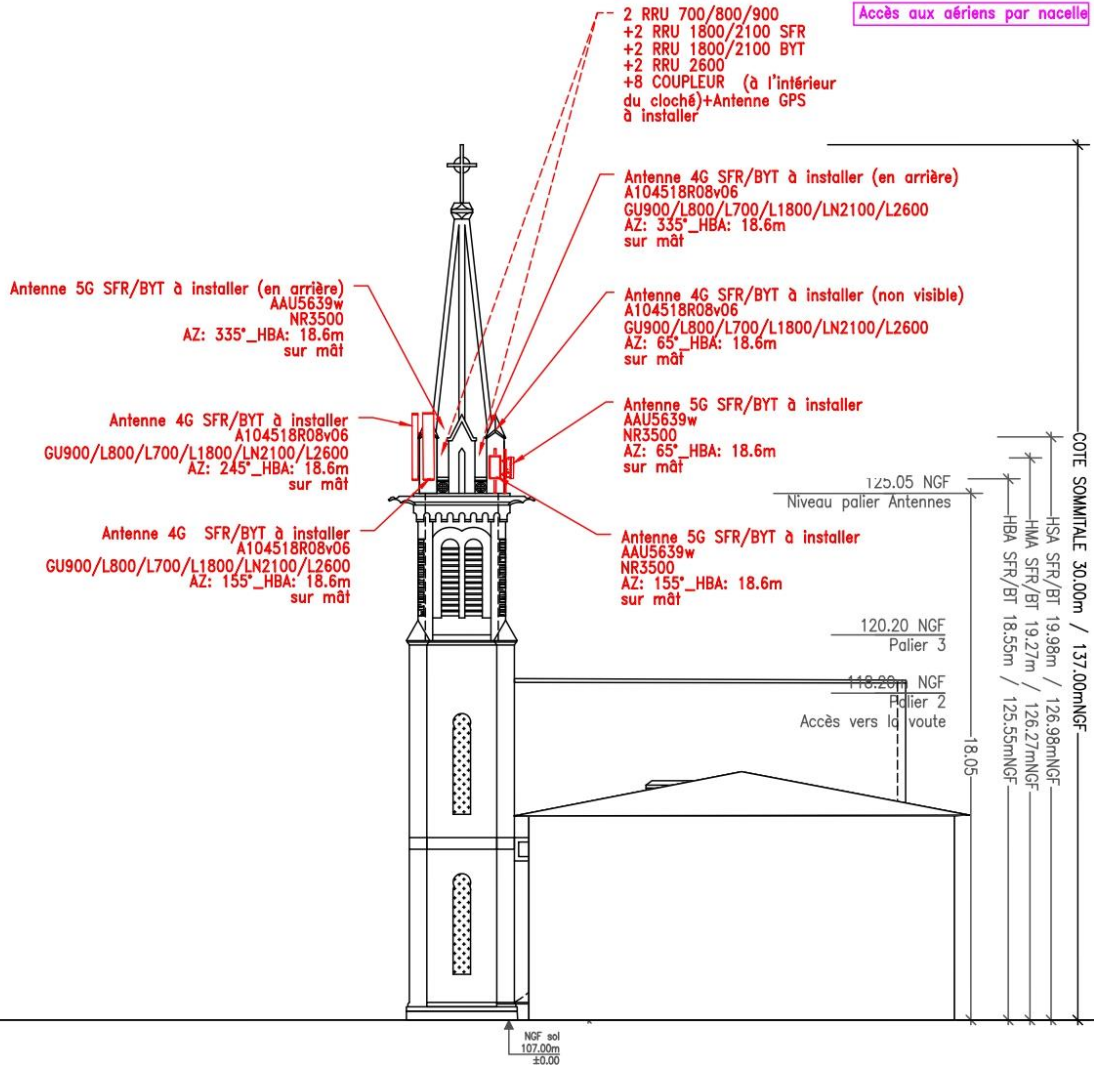 Accès aux aériens par nacelle
2 RRU 700/800/900
+2 RRU 1800/2100 SFR
+2 RRU 1800/2100 BYT
+2 RRU 2600
+8 COUPLEUR (à l'intérieur
du cloché)+Antenne GPS
à installer
Antenne 4G SFR/BYT à installer (en arrière)
A104518R08v06
GU900/L800/L700/L1800/LN2100/L2600
AZ: 335°_HBA: 18.6m
sur mât
Antenne 5G SFR/BYT à installer (en arrière)
AAU5639w
NR3500
AZ: 335°_HBA: 18.6m
sur mât
Antenne 4G SFR/BYT à installer (non visible)
A104518R08v06
GU900/L800/L700/L1800/LN2100/L2600
AZ: 65°_HBA: 18.6m
sur mât
Antenne 4G SFR/BYT à installer
A104518R08v06
GU900/L800/L700/L1800/LN2100/L2600
AZ: 245°_HBA: 18.6m
sur mât
Antenne 5G SFR/BYT à installer
AAU5639w
NR3500
AZ: 65°_HBA: 18.6m
sur mât
Antenne 4G SFR/BYT à installer
A104518R08v06
GU900/L800/L700/L1800/LN2100/L2600
AZ: 155°_HBA: 18.6m
sur mât
Antenne 5G SFR/BYT à installer
AAU5639w
NR3500
AZ: 155°_HBA: 18.6m
sur mât
125.05 NGF
Niveau palier Antennes
120.20 NGF
Palier 3
118.20m NGF
Palier 2
Accès vers la voute
18.05
HBA SFR/BT 18.55m / 125.55mNGF
HMA SFR/BT 19.27m / 126.27mNGF
HSA SFR/BT 19.98m / 126.98mNGF
COTE SOMMITALE 30.00m / 137.00mNGF
NGF sol
107.00m
±0.00